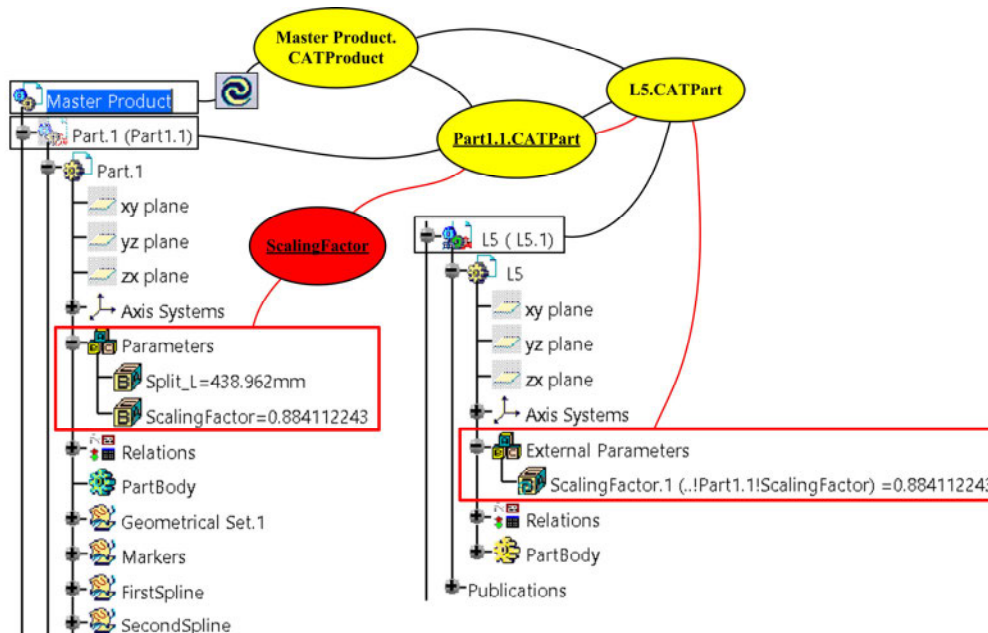 Master Product.
CATProduct
L5.CATPart
Master Product
Part1.1.CATPart
Part.1 (Part1.1)
Part.1
xy plane
yz plane
zx plane
Axis Systems
Parameters
Split_L=438.962mm
ScalingFactor=0.884112243
Relations
PartBody
Geometrical Set.1
Markers
FirstSpline
SecondSpline
ScalingFactor
L5 ( L5.1)
L5
xy plane
yz plane
zx plane
Axis Systems
External Parameters
ScalingFactor.1 (..!Part1.1!ScalingFactor) =0.884112243
Relations
PartBody
Publications